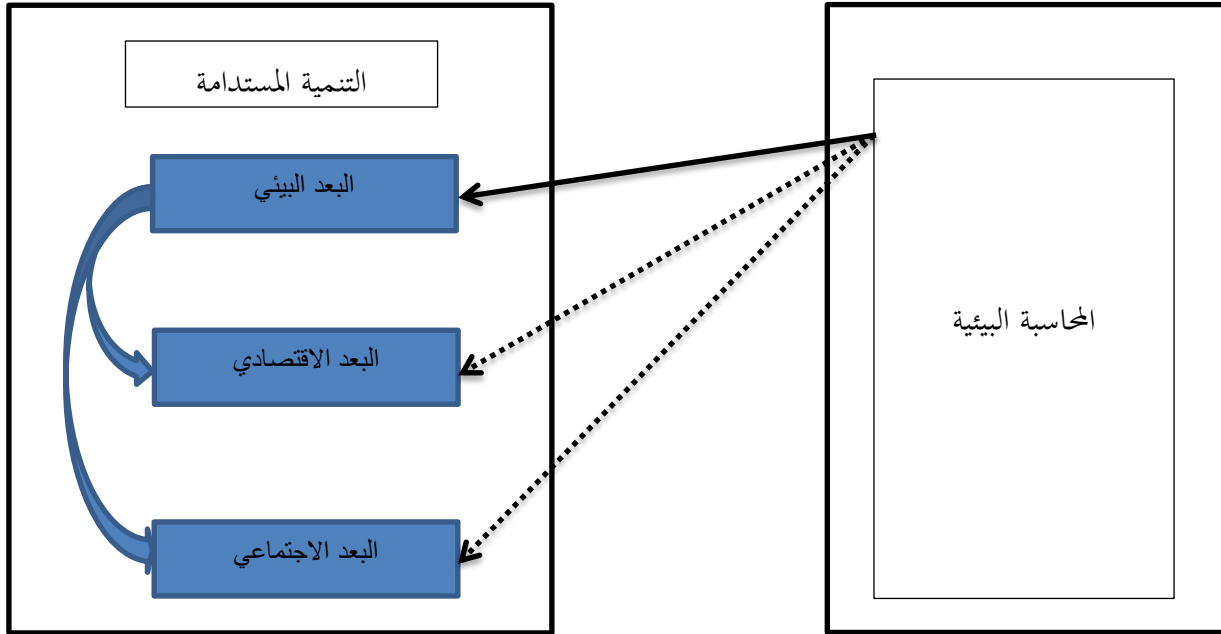 المحاسبة البيئية
التنمية المستدامة
البعد البيئي
البعد الاقتصادي
البعد الاجتماعي